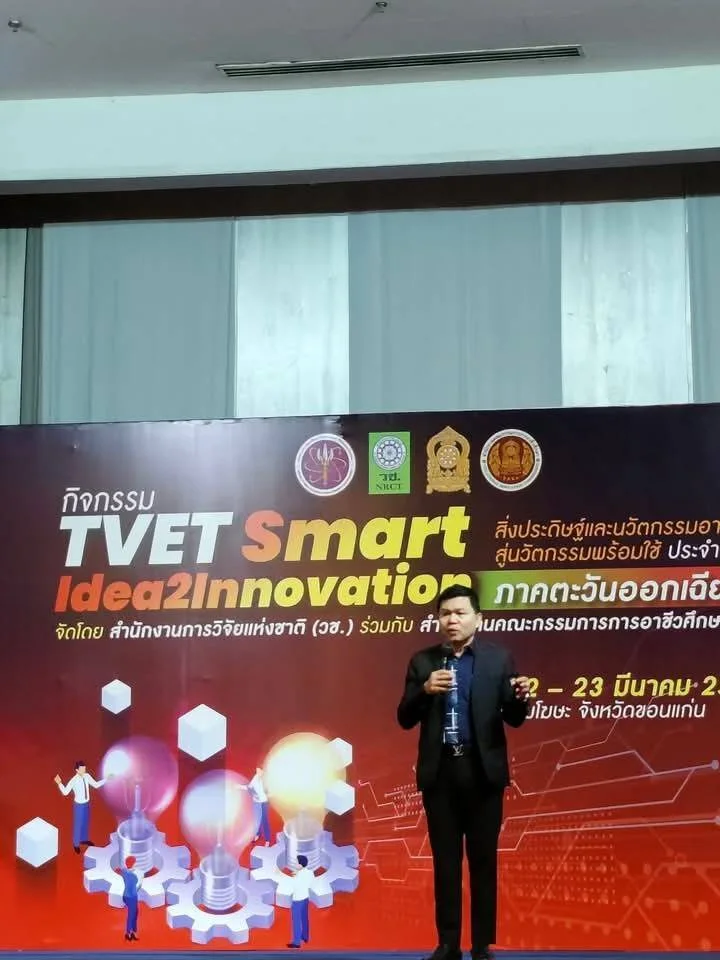 วช.
NRCT
กิจกรรม
TVET Smart
Idea2Innovation
สิ่งประดิษฐ์และนวัตกรรมอา
สู่นวัตกรรมพร้อมใช้ ประจำ
ภาคตะวันออกเฉีย
จัดโดย สำนักงานการวิจัยแห่งชาติ (วช.) ร่วมกับ สำ นคณะกรรมการการอาชีวศึกษ
2 – 23 มีนาคม 25
โฆษะ จังหวัดขอนแก่น